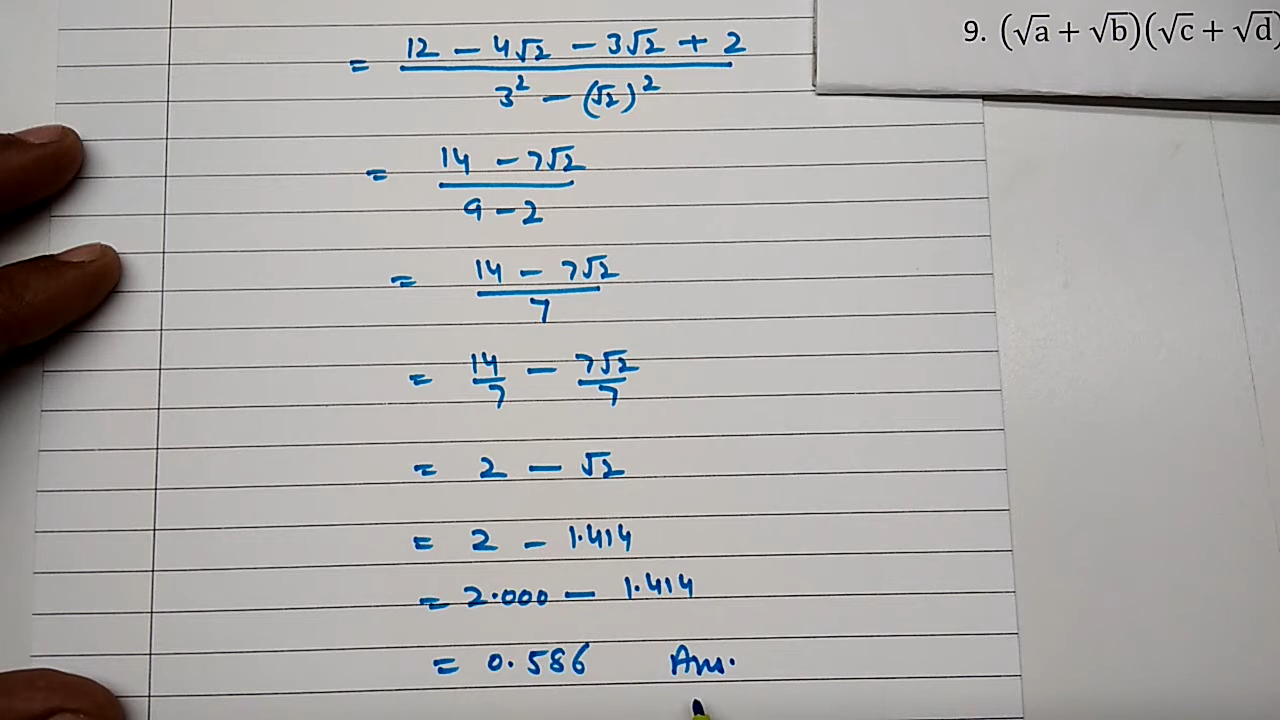 9. (√a + √b)(√c + √d)
= (12 − 4√2 − 3√2 + 2) / (3² − (√2)²)
= (14 − 7√2) / (9 − 2)
= (14 − 7√2) / 7
= 14/7 − 7√2/7
= 2 − √2
= 2 − 1.414
= 2.000 − 1.414
= 0.586 Ans.